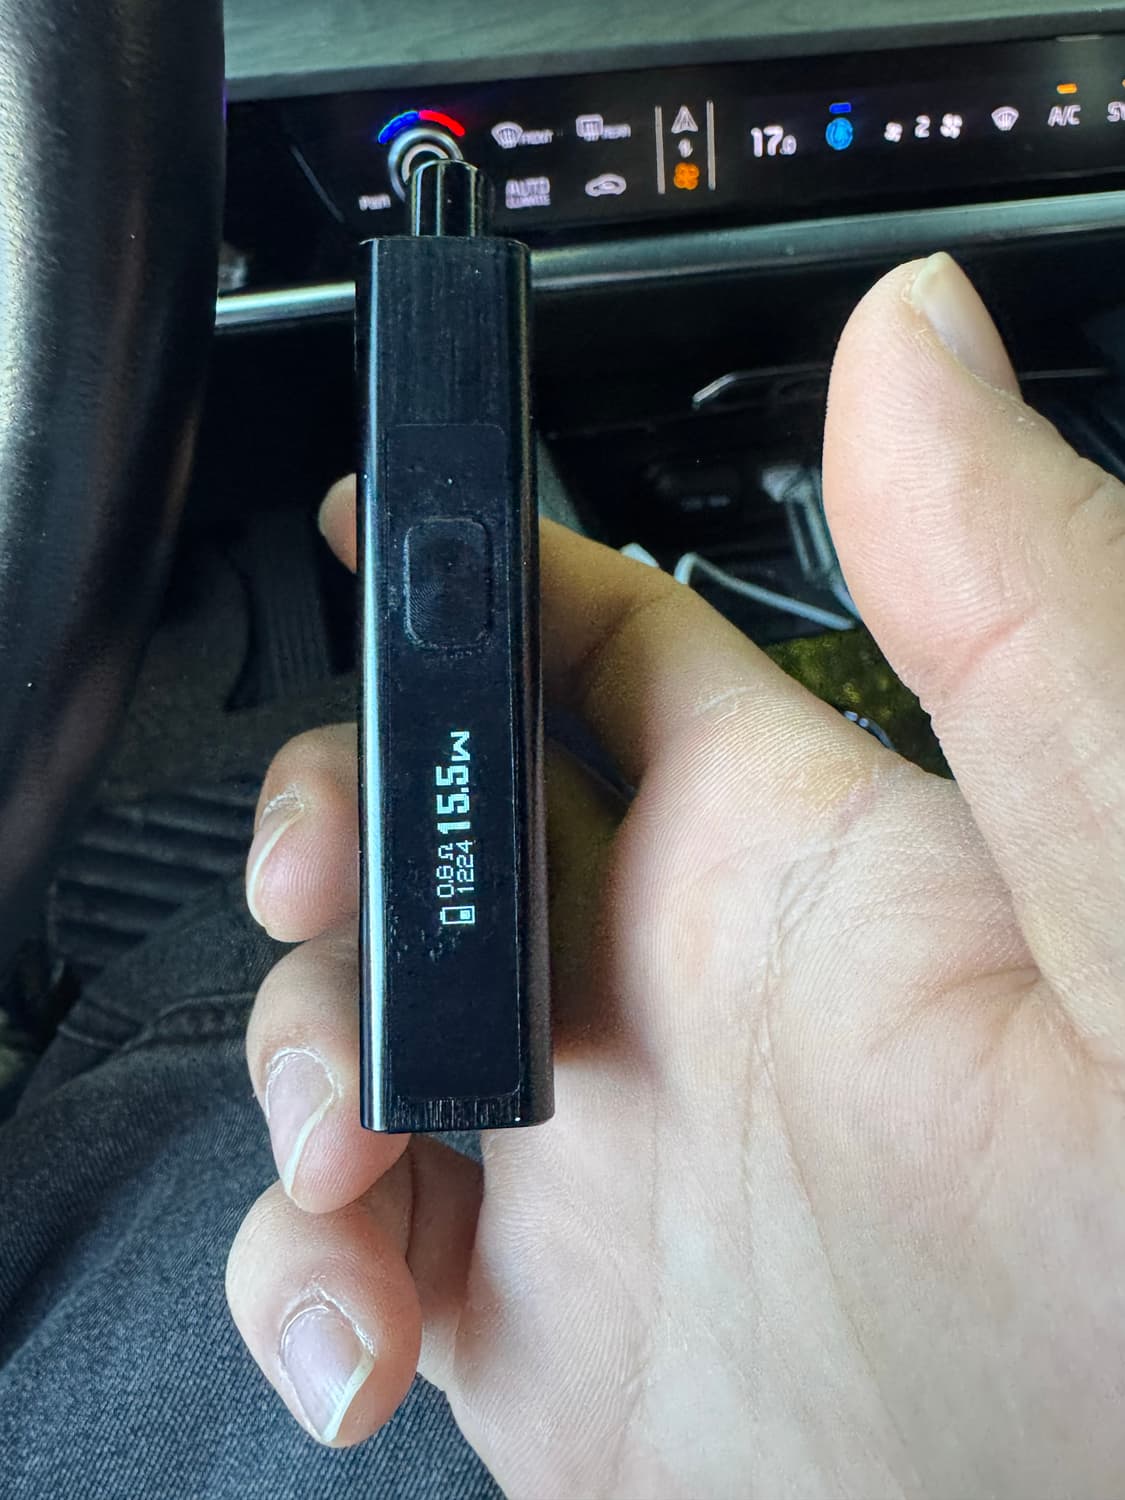 FRONT
REAR
17.0
2
A/C
AUTO
CLIMATE
0.8Ω 15.5W
1224